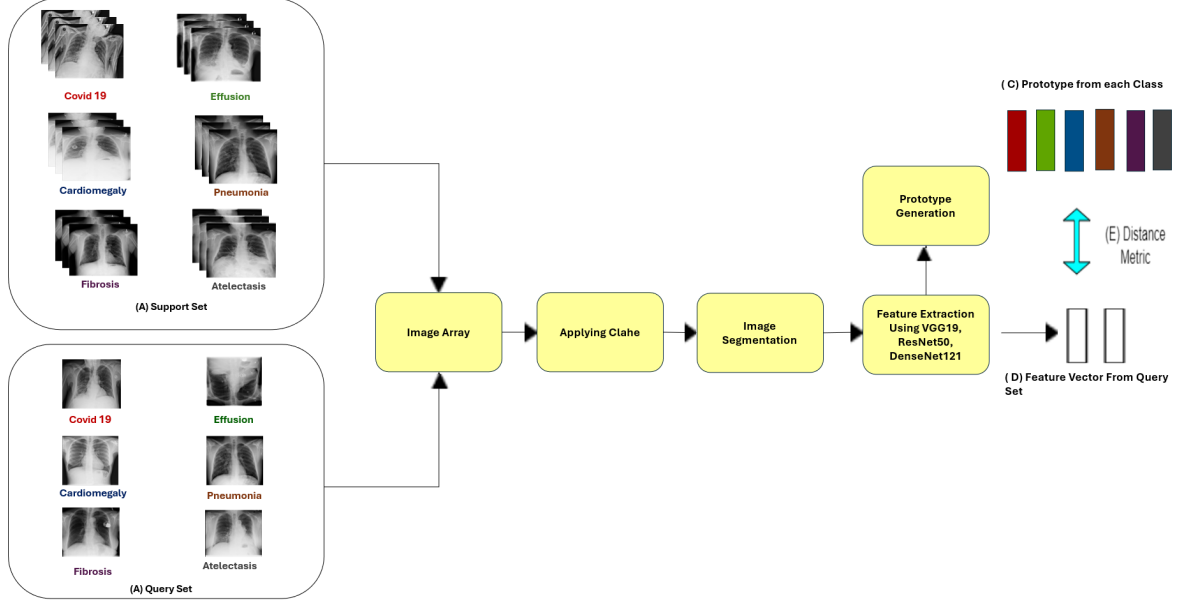 Covid 19
Effusion
Cardiomegaly
Pneumonia
Fibrosis
Atelectasis
(A) Support Set
Covid 19
Effusion
Cardiomegaly
Pneumonia
Fibrosis
Atelectasis
(A) Query Set
Image Array
Applying Clahe
Image
Segmentation
Feature Extraction
Using VGG19,
ResNet50,
DenseNet121
Prototype
Generation
( C) Prototype from each Class
(E) Distance
Metric
( D) Feature Vector From Query
Set